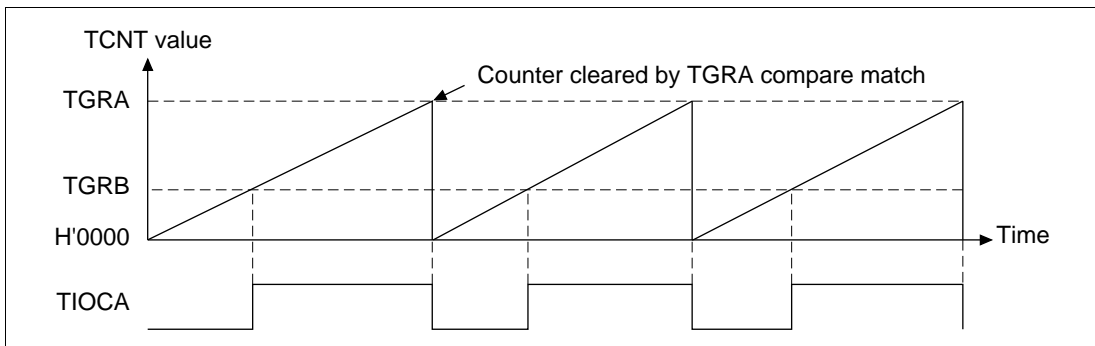 TCNT value
Counter cleared by TGRA compare match
TGRA
TGRB
H'0000
Time
TIOCA